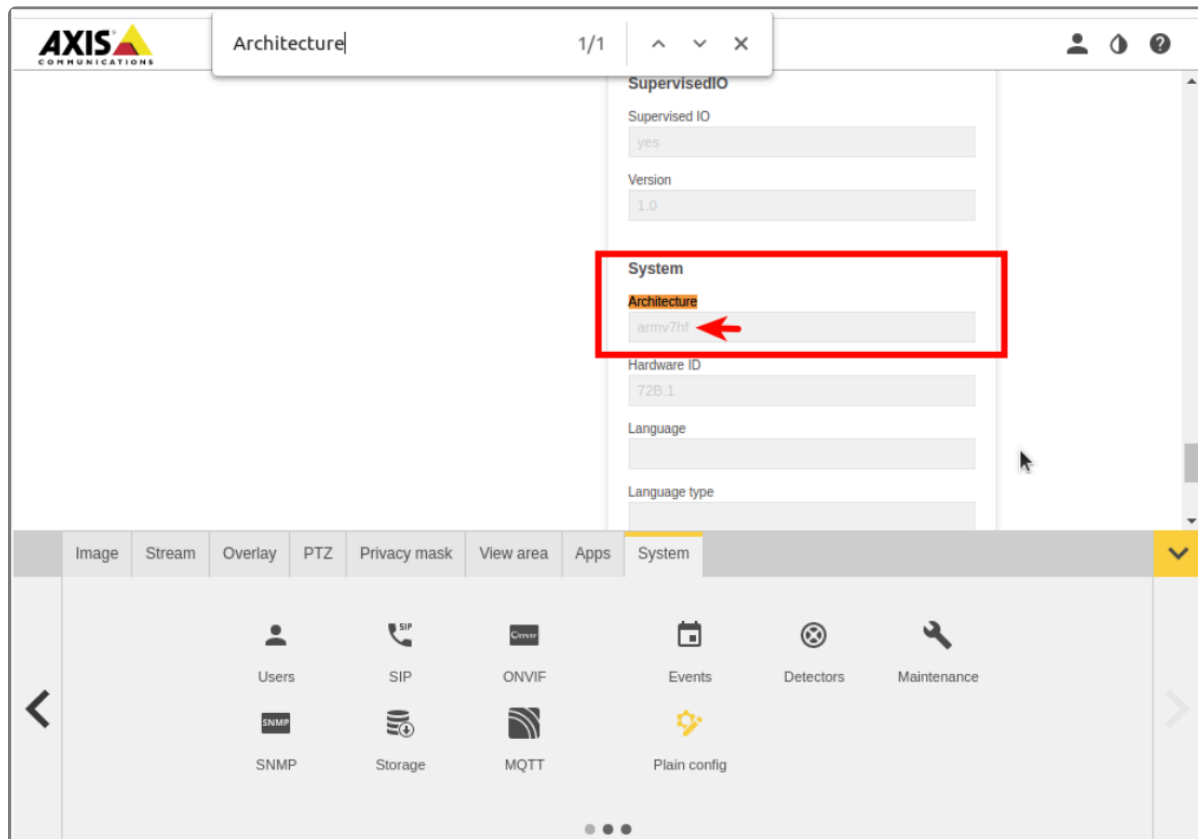 AXIS
COMMUNICATIONS
Architecture 1/1
SupervisedIO
Supervised IO
yes
Version
1.0
System
Architecture
armv7hf
Hardware ID
72B.1
Language
Language type
Image Stream Overlay PTZ Privacy mask View area Apps System
SIP
Onvif
Users SIP ONVIF Events Detectors Maintenance
SNMP
SNMP Storage MQTT Plain config